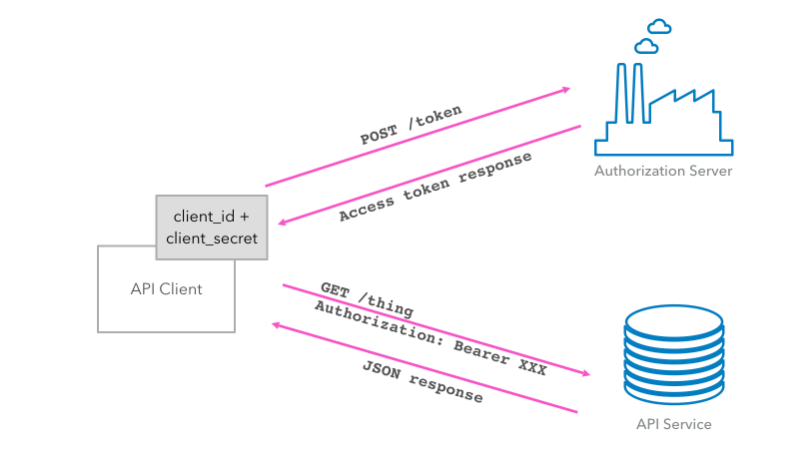 POST /token
Authorization Server
Access token response
client_id +
client_secret
API Client
GET /thing
Authorization: Bearer XXX
JSON response
API Service